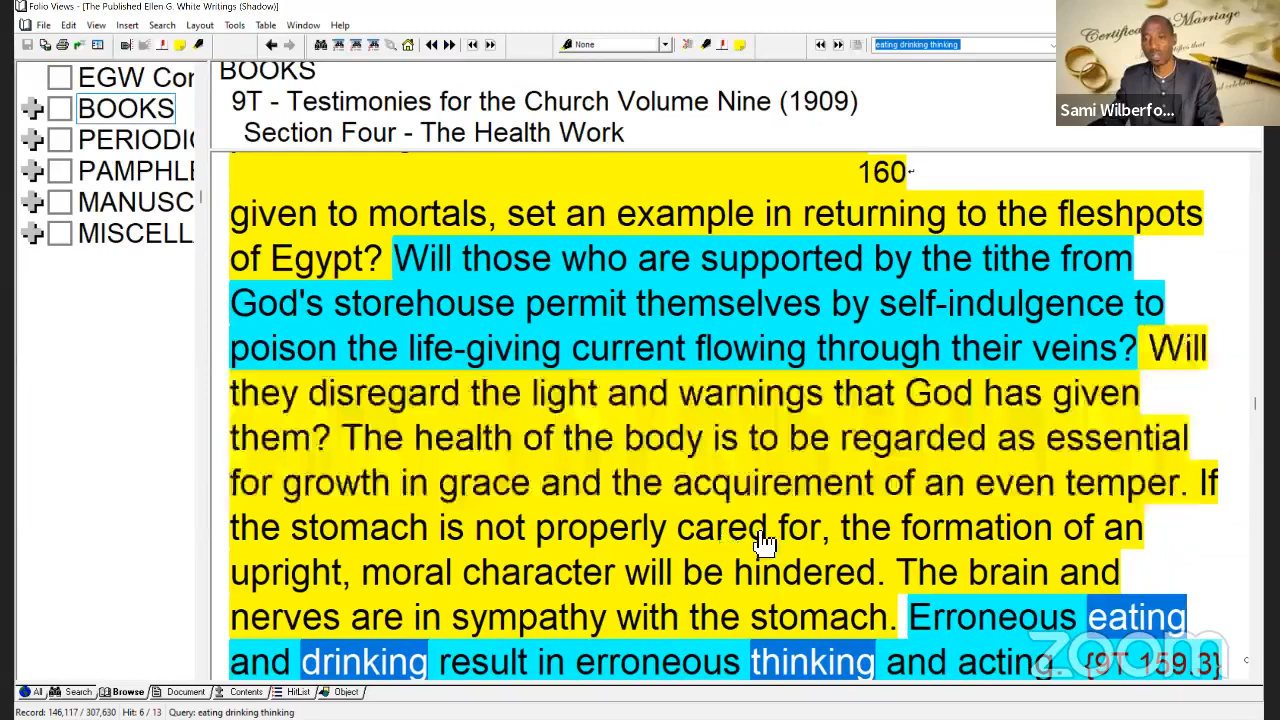 Folio Views - [The Published Ellen G. White Writings (Shadow)]
File Edit View Insert Search Layout Tools Table Window Help
None
eating drinking thinking
EGW Cor
BOOKS
PERIODI
PAMPHLE
MANUSC
MISCELL
BOOKS
9T - Testimonies for the Church Volume Nine (1909)
Section Four - The Health Work
160
given to mortals, set an example in returning to the fleshpots
of Egypt? Will those who are supported by the tithe from
God's storehouse permit themselves by self-indulgence to
poison the life-giving current flowing through their veins? Will
they disregard the light and warnings that God has given
them? The health of the body is to be regarded as essential
for growth in grace and the acquirement of an even temper. If
the stomach is not properly cared for, the formation of an
upright, moral character will be hindered. The brain and
nerves are in sympathy with the stomach. Erroneous eating
and drinking result in erroneous thinking and acting. {9T 159.3}
Marriage
Sami Wilberfo...
zoom
All Search Browse Document Contents HitList Object
Record: 146,117 / 307,630 Hit: 6 / 13 Query: eating drinking thinking